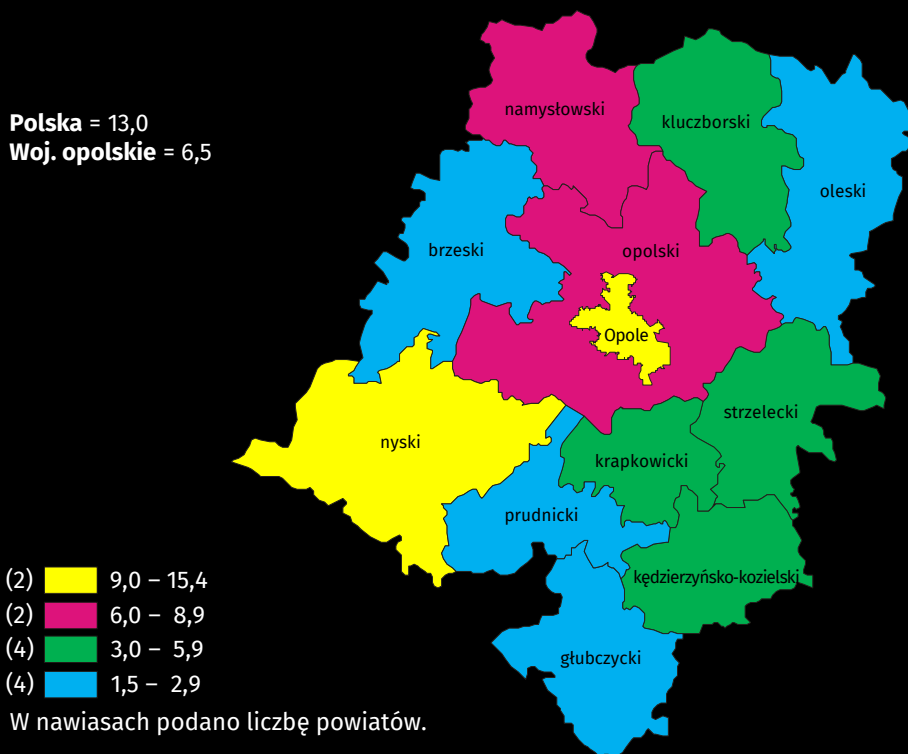 Polska = 13,0
Woj. opolskie = 6,5
namysłowski
kluczborski
oleski
brzeski
opolski
Opole
strzelecki
nyski
krapkowicki
prudnicki
kędzierzyńsko-kozielski
głubczycki
(2) 9,0 – 15,4
(2) 6,0 – 8,9
(4) 3,0 – 5,9
(4) 1,5 – 2,9
W nawiasach podano liczbę powiatów.